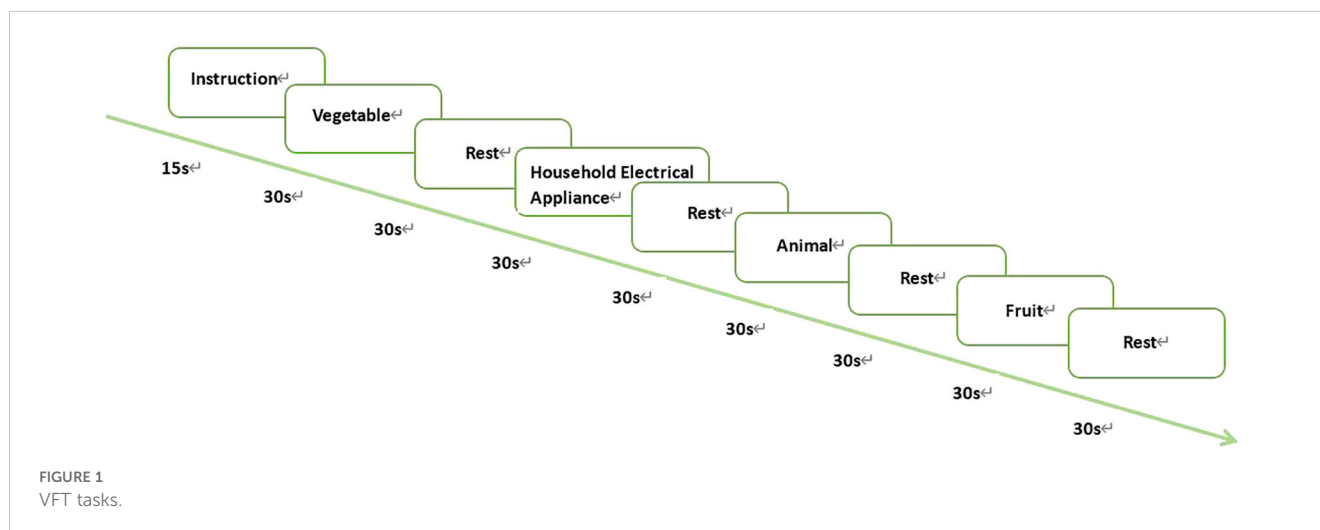 Instruction↵
Vegetable↵
Rest↵
Household Electrical
Appliance↵
Rest↵
Animal↵
Rest↵
Fruit↵
Rest↵
15s↵
30s↵
30s↵
30s↵
30s↵
30s↵
30s↵
30s↵
30s↵
FIGURE 1
VFT tasks.